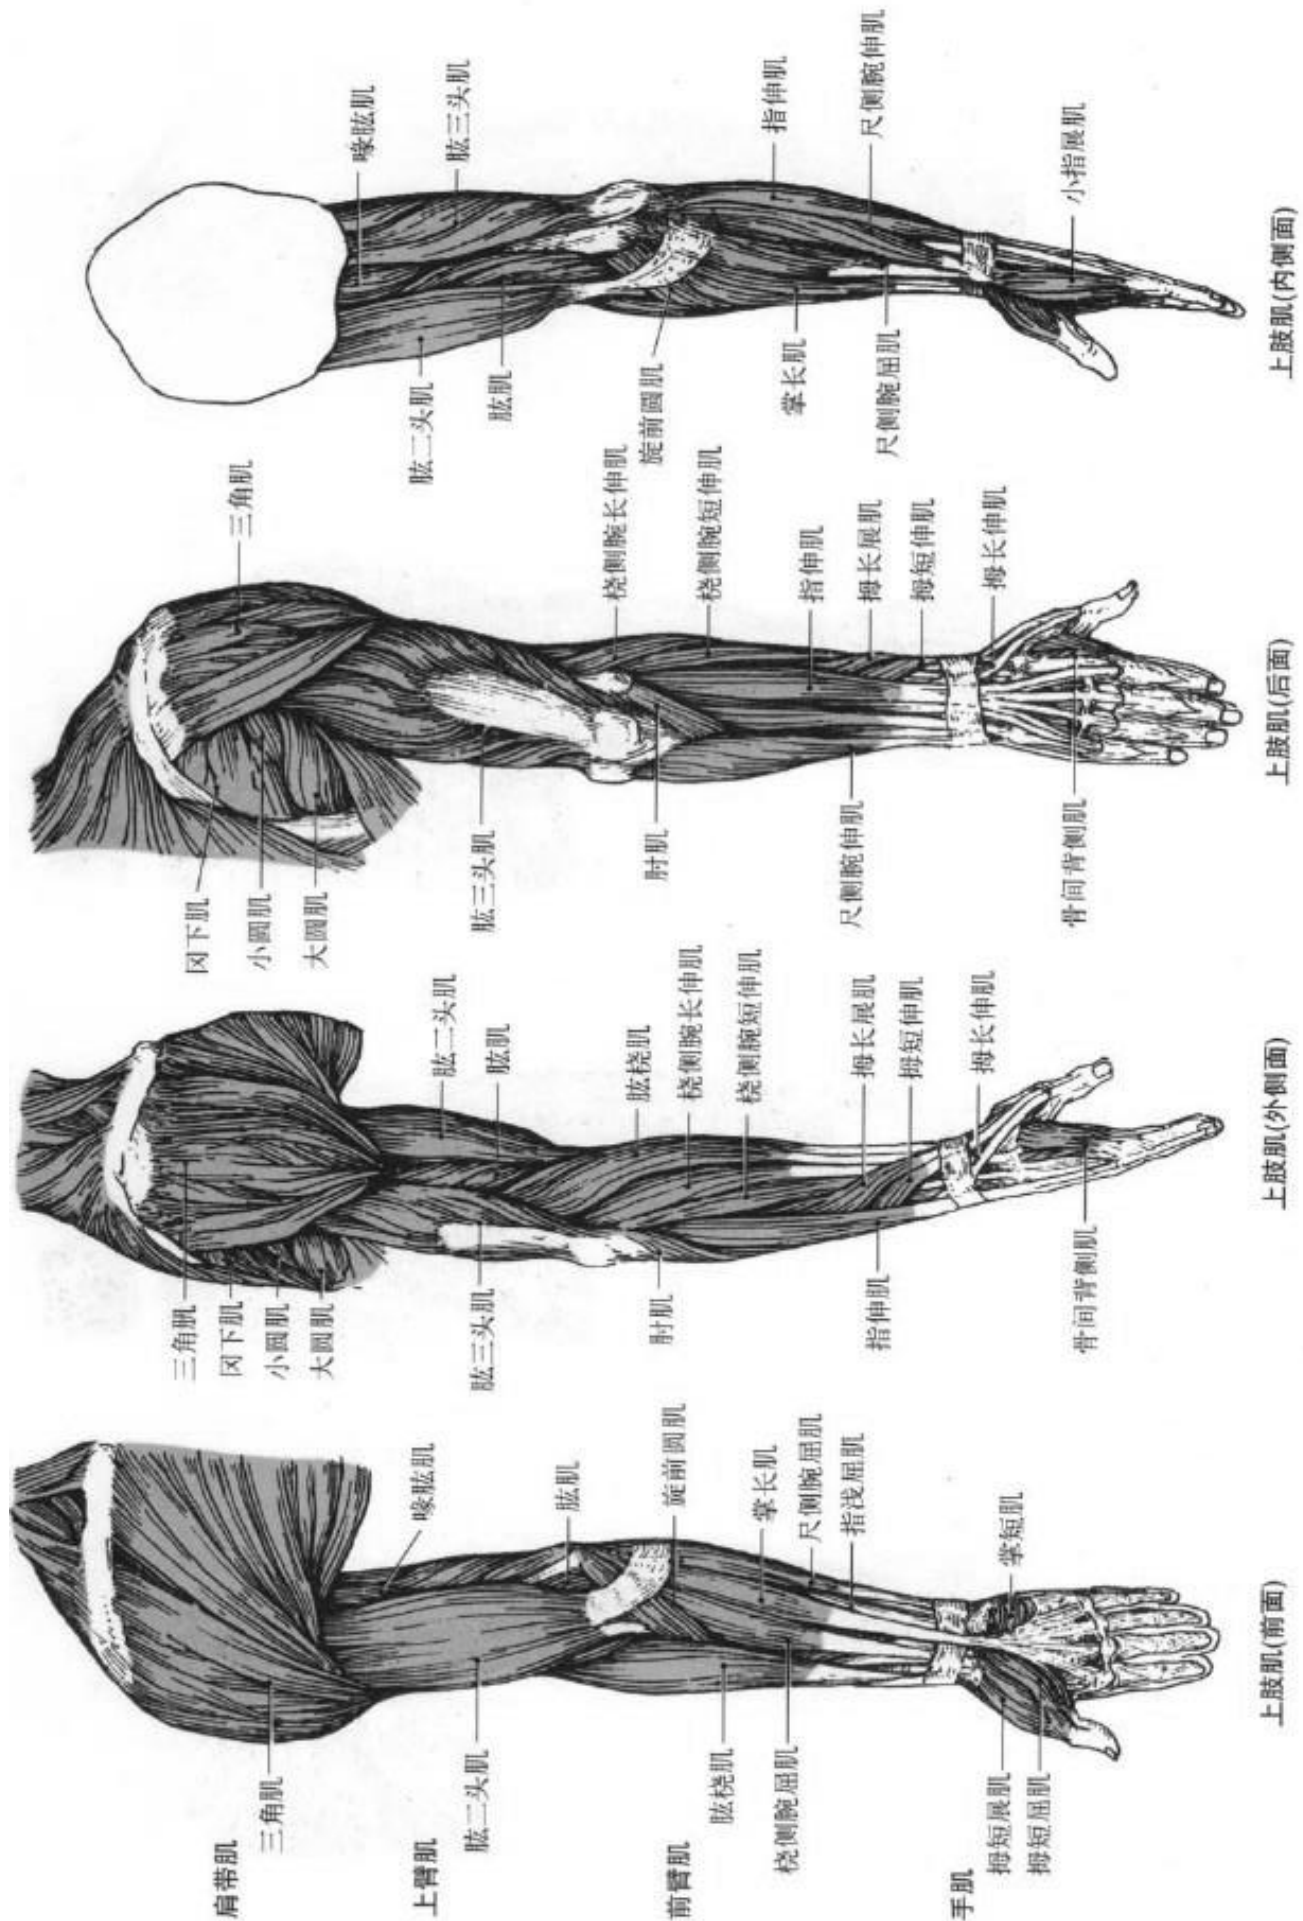 肩带肌
上臂肌
前臂肌
手肌
三角肌
肱二头肌
肱桡肌
桡侧腕屈肌
拇短展肌
拇短屈肌
喙肱肌
肱肌
旋前圆肌
掌长肌
尺侧腕屈肌
指浅屈肌
掌短肌
上肢肌(前面)
三角肌
冈下肌
小圆肌
大圆肌
肱三头肌
肘肌
指伸肌
骨间背侧肌
肱二头肌
肱肌
肱桡肌
桡侧腕长伸肌
桡侧腕短伸肌
拇长展肌
拇短伸肌
拇长伸肌
上肢肌(外侧面)
冈下肌
小圆肌
大圆肌
肱三头肌
肘肌
尺侧腕伸肌
骨间背侧肌
三角肌
桡侧腕长伸肌
桡侧腕短伸肌
指伸肌
拇长展肌
拇短伸肌
拇长伸肌
上肢肌(后面)
肱二头肌
肱肌
旋前圆肌
掌长肌
尺侧腕屈肌
喙肱肌
肱三头肌
指伸肌
尺侧腕伸肌
小指展肌
上肢肌(内侧面)